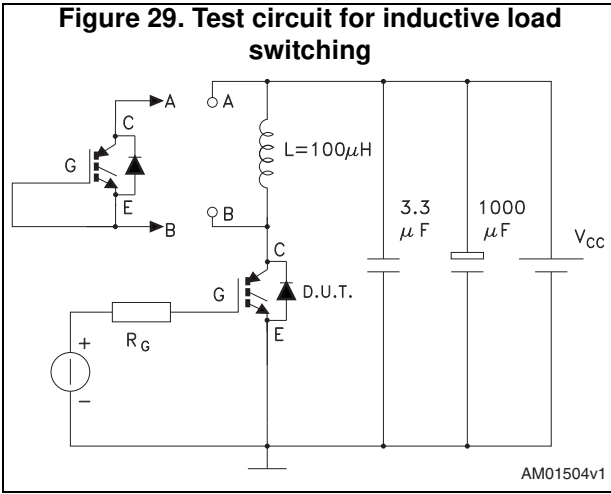 Figure 29. Test circuit for inductive load
switching
A
A
C
G
E
B
B
L=100μH
3.3
μF
1000
μF
VCC
C
G
D.U.T.
E
RG
+
−
AM01504v1